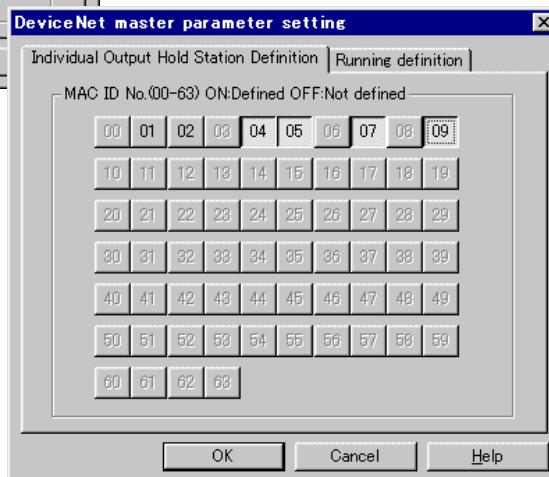 DeviceNet master parameter setting
Individual Output Hold Station Definition Running definition
MAC ID No.(00-63) ON:Defined OFF:Not defined
00 01 02 03 04 05 06 07 08 09
10 11 12 13 14 15 16 17 18 19
20 21 22 23 24 25 26 27 28 29
30 31 32 33 34 35 36 37 38 39
40 41 42 43 44 45 46 47 48 49
50 51 52 53 54 55 56 57 58 59
60 61 62 63
OK Cancel Help